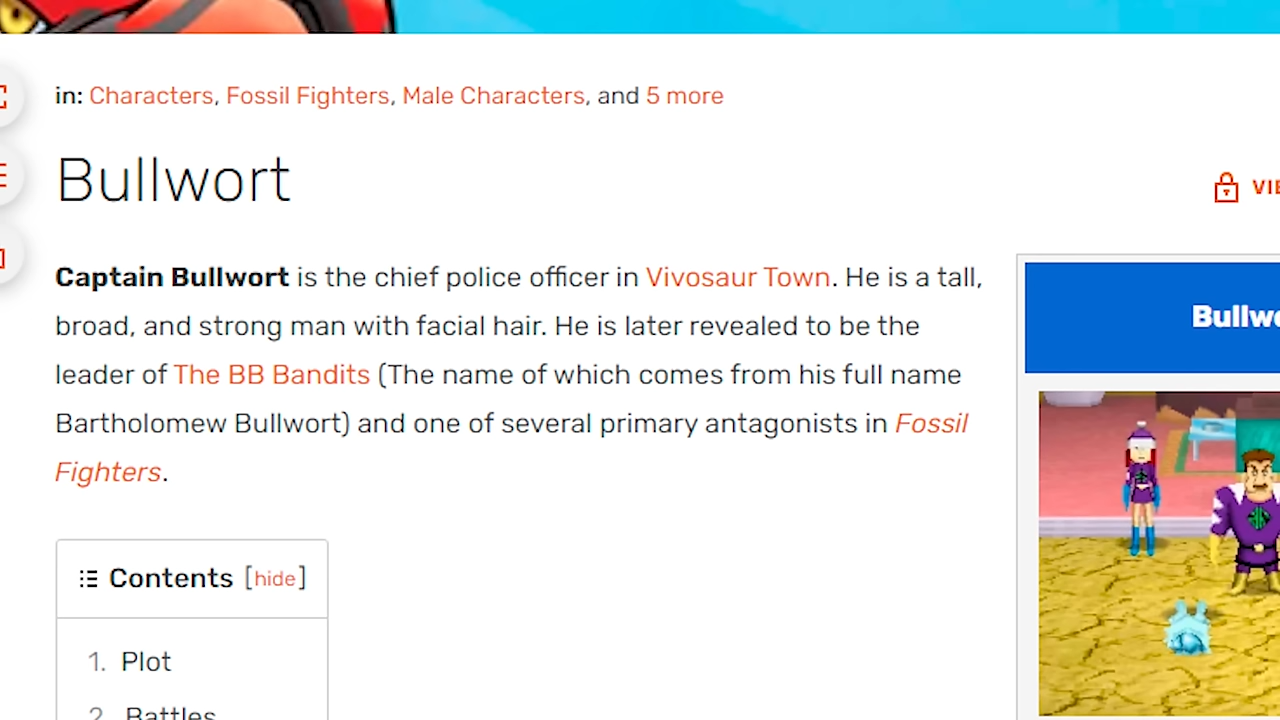 in: Characters, Fossil Fighters, Male Characters, and 5 more
Bullwort
Captain Bullwort is the chief police officer in Vivosaur Town. He is a tall,
broad, and strong man with facial hair. He is later revealed to be the
leader of The BB Bandits (The name of which comes from his full name
Bartholomew Bullwort) and one of several primary antagonists in Fossil
Fighters.
Contents [hide]
1. Plot
2. Battles